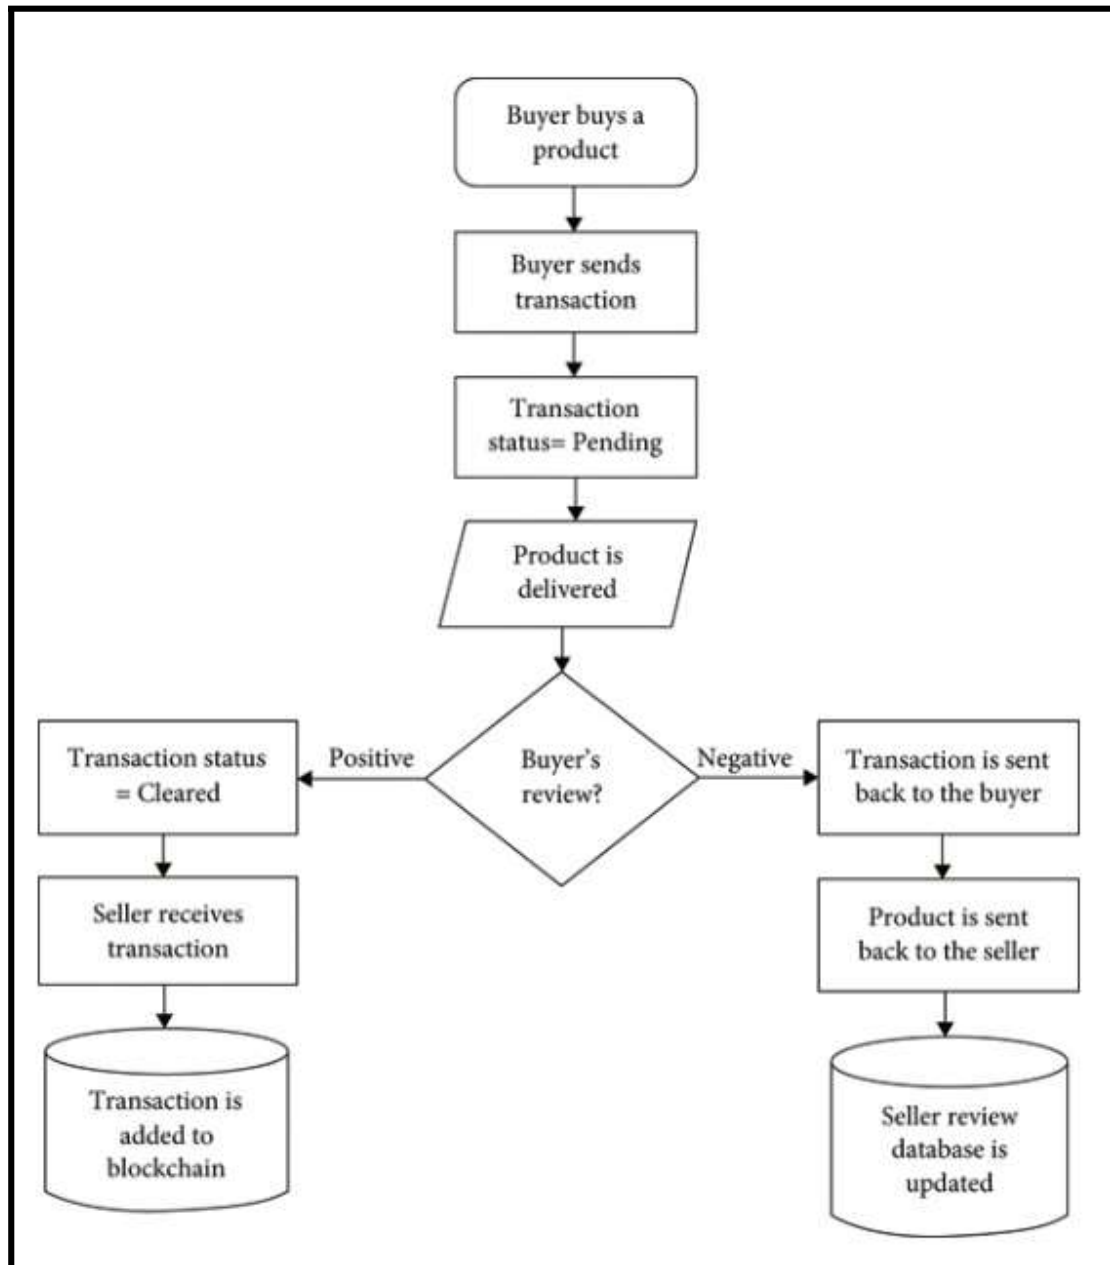 Buyer buys a
product
Buyer sends
transaction
Transaction
status= Pending
Product is
delivered
Buyer's
review?
Positive
Negative
Transaction status
= Cleared
Seller receives
transaction
Transaction is
added to
blockchain
Transaction is sent
back to the buyer
Product is sent
back to the seller
Seller review
database is
updated